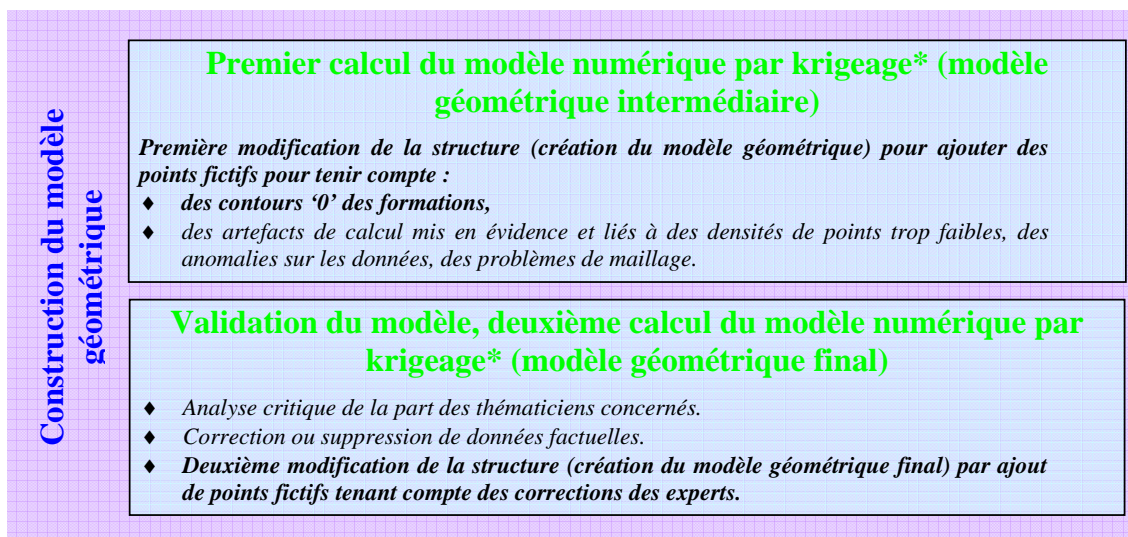 Construction du modèle
géométrique
Premier calcul du modèle numérique par krigeage* (modèle
géométrique intermédiaire)
Première modification de la structure (création du modèle géométrique) pour ajouter des
points fictifs pour tenir compte :
♦ des contours ‘0’ des formations,
♦ des artefacts de calcul mis en évidence et liés à des densités de points trop faibles, des
anomalies sur les données, des problèmes de maillage.
Validation du modèle, deuxième calcul du modèle numérique par
krigeage* (modèle géométrique final)
♦ Analyse critique de la part des thématiciens concernés.
♦ Correction ou suppression de données factuelles.
♦ Deuxième modification de la structure (création du modèle géométrique final) par ajout
de points fictifs tenant compte des corrections des experts.